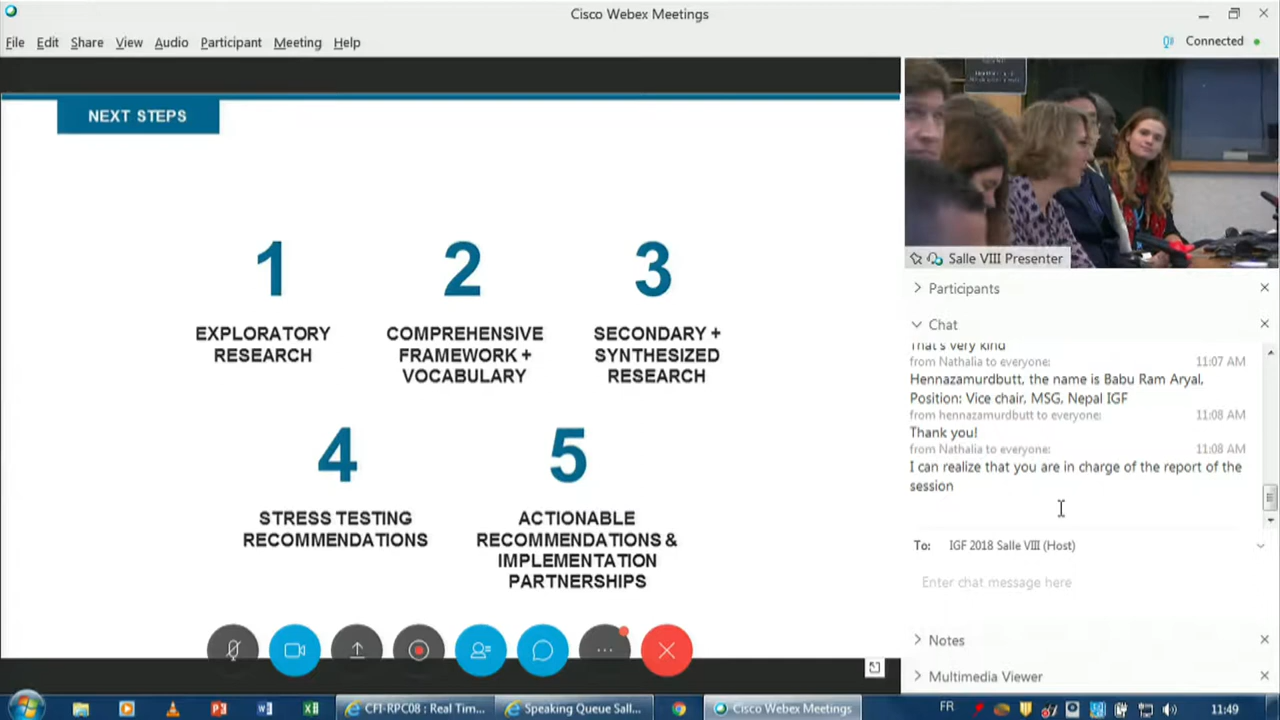 Cisco Webex Meetings
File Edit Share View Audio Participant Meeting Help
Connected
NEXT STEPS
1
EXPLORATORY
RESEARCH
2
COMPREHENSIVE
FRAMEWORK +
VOCABULARY
3
SECONDARY +
SYNTHESIZED
RESEARCH
4
STRESS TESTING
RECOMMENDATIONS
5
ACTIONABLE
RECOMMENDATIONS &
IMPLEMENTATION
PARTNERSHIPS
Salle VIII Presenter
Participants
Chat
That's very kind
from Nathalia to everyone: 11:07 AM
Hennazamurdbutt, the name is Babu Ram Aryal,
Position: Vice chair, MSG, Nepal IGF
from hennazamurdbutt to everyone: 11:08 AM
Thank you!
from Nathalia to everyone: 11:08 AM
I can realize that you are in charge of the report of the
session
To: IGF 2018 Salle VIII (Host)
Enter chat message here
Notes
Multimedia Viewer
CFI-RPC08 : Real Tim...
Speaking Queue Sall...
Cisco Webex Meetings
FR
11:49